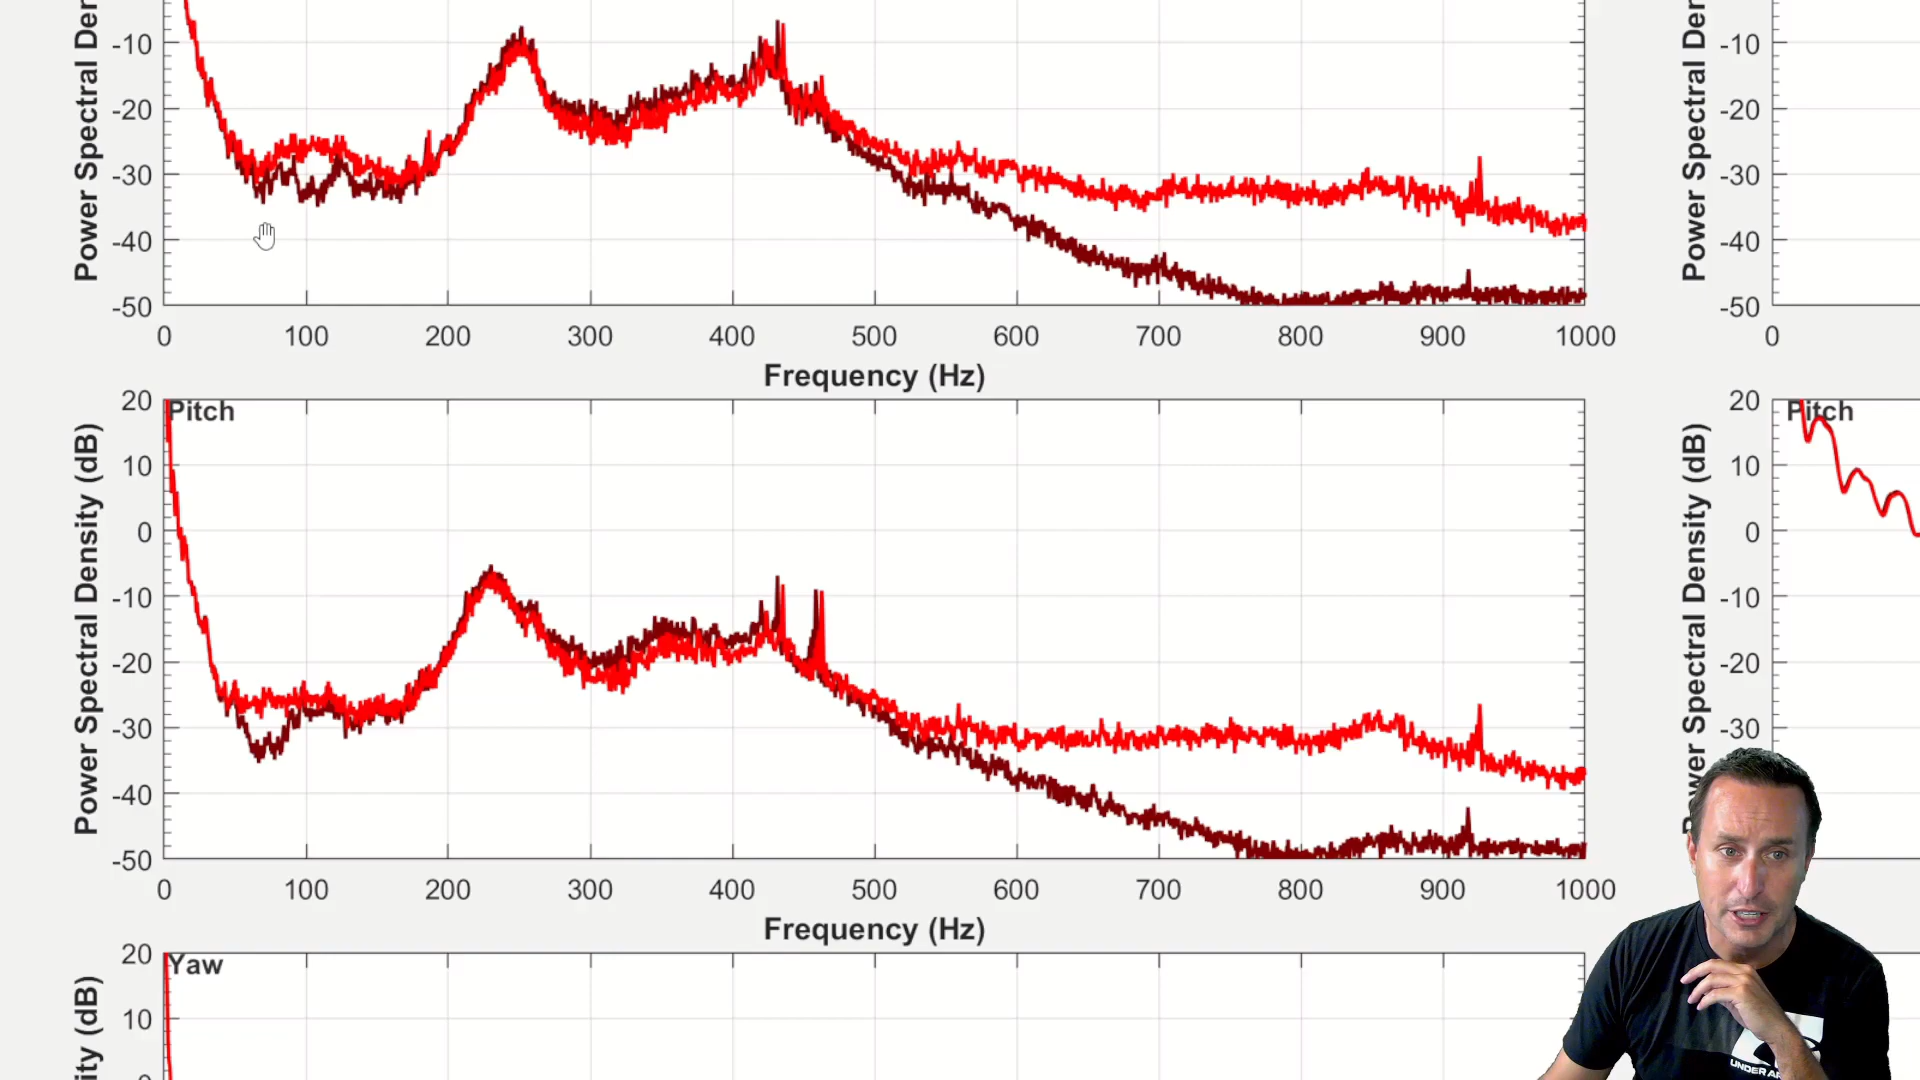 Power Spectral Der
-10
-20
-30
-40
-50
0 100 200 300 400 500 600 700 800 900 1000
Frequency (Hz)
Power Spectral Der
-10
-20
-30
-40
-50
0
Pitch
Power Spectral Density (dB)
20
10
0
-10
-20
-30
-40
-50
0 100 200 300 400 500 600 700 800 900 1000
Frequency (Hz)
Pitch
Power Spectral Density (dB)
20
10
0
-10
-20
-30
Yaw
ity (dB)
20
10
0
UNDER A